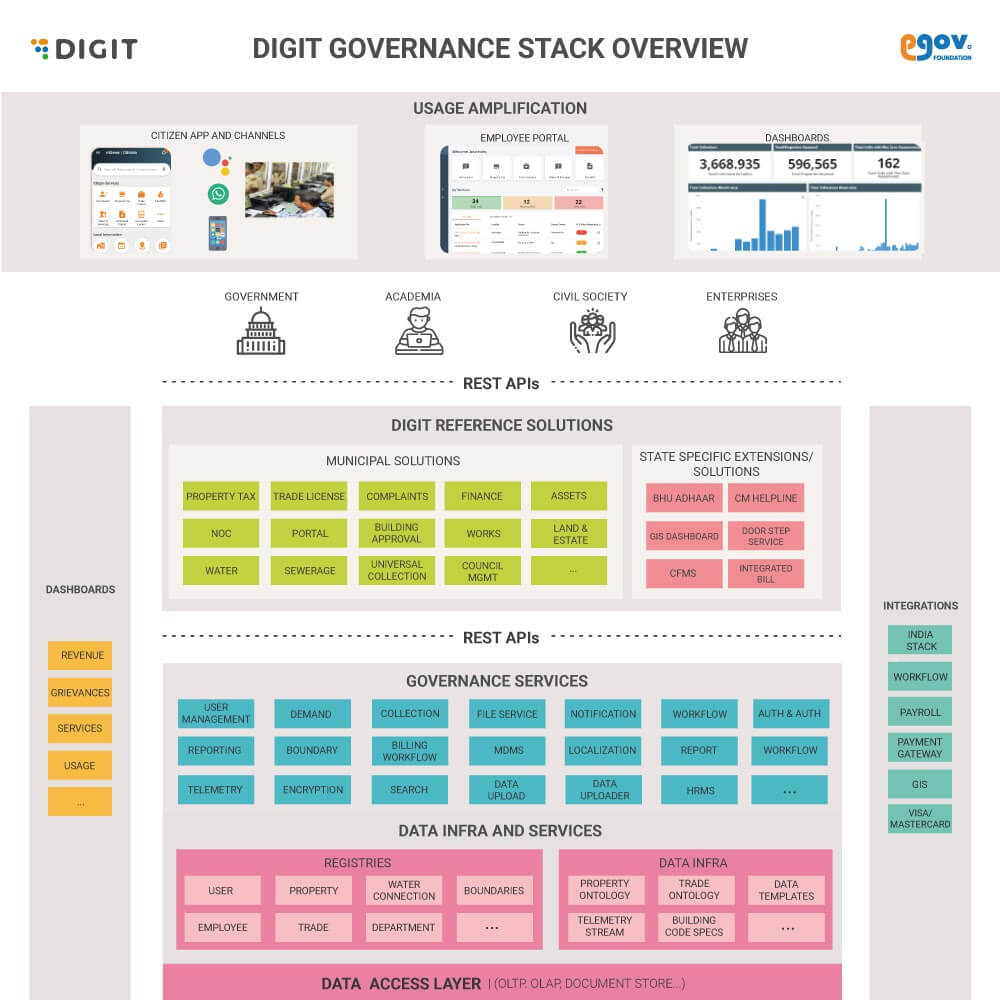 DIGIT
DIGIT GOVERNANCE STACK OVERVIEW
egov
FOUNDATION
USAGE AMPLIFICATION
CITIZEN APP AND CHANNELS
EMPLOYEE PORTAL
DASHBOARDS
3,668.935
596,565
162
34
12
22
GOVERNMENT
ACADEMIA
CIVIL SOCIETY
ENTERPRISES
REST APIs
DASHBOARDS
REVENUE
GRIEVANCES
SERVICES
USAGE
...
DIGIT REFERENCE SOLUTIONS
MUNICIPAL SOLUTIONS
PROPERTY TAX
TRADE LICENSE
COMPLAINTS
FINANCE
ASSETS
NOC
PORTAL
BUILDING
APPROVAL
WORKS
LAND &
ESTATE
WATER
SEWERAGE
UNIVERSAL
COLLECTION
COUNCIL
MGMT
...
STATE SPECIFIC EXTENSIONS/
SOLUTIONS
BHU ADHAAR
CM HELPLINE
GIS DASHBOARD
DOOR STEP
SERVICE
CFMS
INTEGRATED
BILL
REST APIs
GOVERNANCE SERVICES
USER
MANAGEMENT
DEMAND
COLLECTION
FILE SERVICE
NOTIFICATION
WORKFLOW
AUTH & AUTH
REPORTING
BOUNDARY
BILLING
WORKFLOW
MDMS
LOCALIZATION
REPORT
WORKFLOW
TELEMETRY
ENCRYPTION
SEARCH
DATA
UPLOAD
DATA
UPLOADER
HRMS
...
DATA INFRA AND SERVICES
REGISTRIES
USER
PROPERTY
WATER
CONNECTION
BOUNDARIES
EMPLOYEE
TRADE
DEPARTMENT
...
DATA INFRA
PROPERTY
ONTOLOGY
TRADE
ONTOLOGY
DATA
TEMPLATES
TELEMETRY
STREAM
BUILDING
CODE SPECS
...
DATA ACCESS LAYER | (OLTP. OLAP, DOCUMENT STORE...)
INTEGRATIONS
INDIA
STACK
WORKFLOW
PAYROLL
PAYMENT
GATEWAY
GIS
VISA/
MASTERCARD